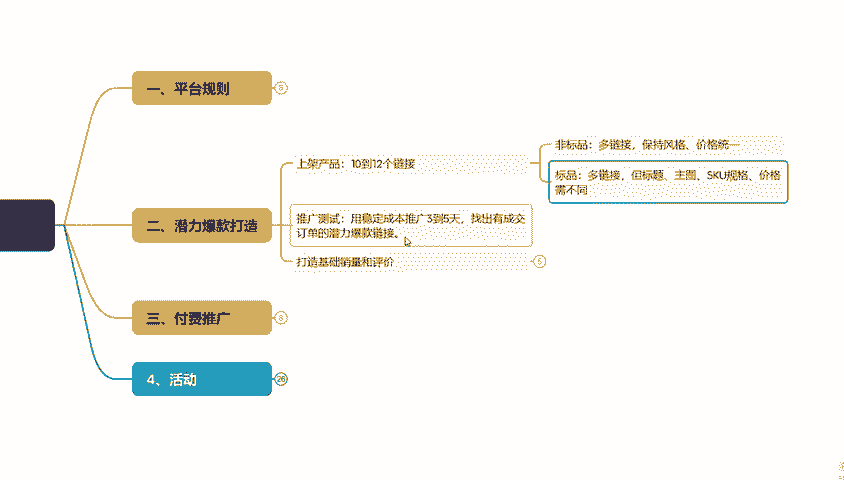 一、平台规则
二、潜力爆款打造
上架产品：10到12个链接
非标品：多链接，保持风格、价格统一
标品：多链接，但标题、主图、SKU规格、价格
需不同
推广测试：用稳定成本推广3到5天，找出有成交
订单的潜力爆款链接。
打造基础销量和评价
三、付费推广
4、活动
26